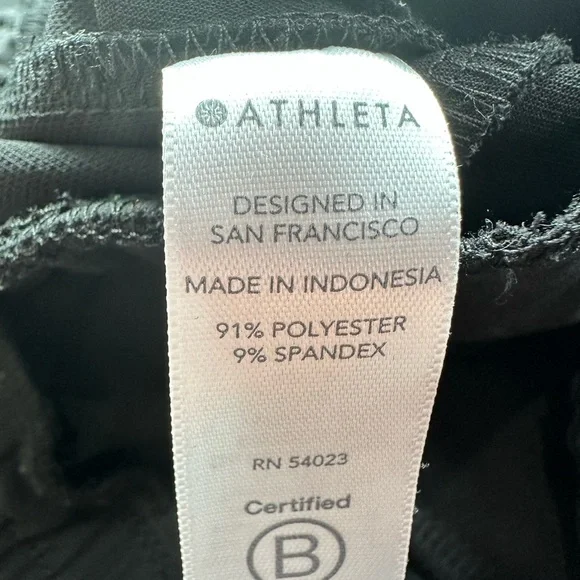 ATHLETA
DESIGNED IN
SAN FRANCISCO
MADE IN INDONESIA
91% POLYESTER
9% SPANDEX
RN 54023
Certified
B